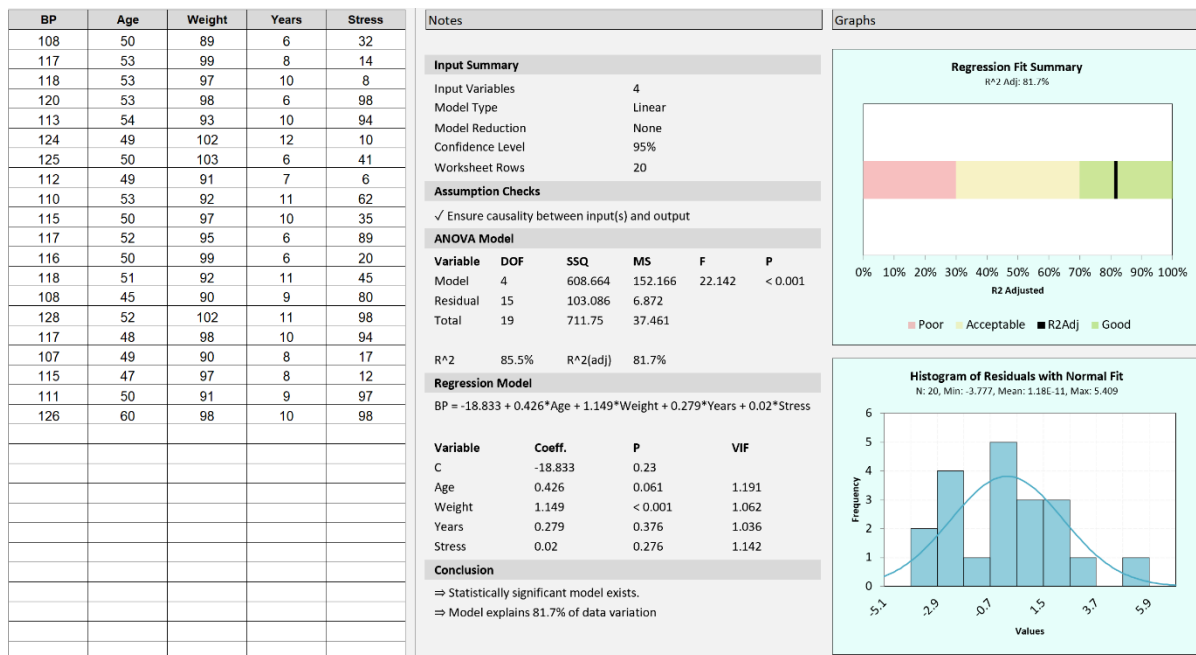 BP Age Weight Years Stress
108 50 89 6 32
117 53 99 8 14
118 53 97 10 8
120 53 98 6 98
113 54 93 10 94
124 49 102 12 10
125 50 103 6 41
112 49 91 7 6
110 53 92 11 62
115 50 97 10 35
117 52 95 6 89
116 50 99 6 20
118 51 92 11 45
108 45 90 9 80
128 52 102 11 98
117 48 98 10 94
107 49 90 8 17
115 47 97 8 12
111 50 91 9 97
126 60 98 10 98
Notes
Input Summary
Input Variables 4
Model Type Linear
Model Reduction None
Confidence Level 95%
Worksheet Rows 20
Assumption Checks
✓ Ensure causality between input(s) and output
ANOVA Model
Variable DOF SSQ MS F P
Model 4 608.664 152.166 22.142 < 0.001
Residual 15 103.086 6.872
Total 19 711.75 37.461
R^2 85.5% R^2(adj) 81.7%
Regression Model
BP = -18.833 + 0.426*Age + 1.149*Weight + 0.279*Years + 0.02*Stress
Variable Coeff. P VIF
C -18.833 0.23
Age 0.426 0.061 1.191
Weight 1.149 < 0.001 1.062
Years 0.279 0.376 1.036
Stress 0.02 0.276 1.142
Conclusion
⇒ Statistically significant model exists.
⇒ Model explains 81.7% of data variation
Graphs
Regression Fit Summary
R^2 Adj: 81.7%
0% 10% 20% 30% 40% 50% 60% 70% 80% 90% 100%
R2 Adjusted
Poor Acceptable R2Adj Good
Histogram of Residuals with Normal Fit
N: 20, Min: -3.777, Mean: 1.18E-11, Max: 5.409
6
5
4
3
2
1
0
Frequency
-5.1 -2.9 -0.7 1.5 3.7 5.9
Values